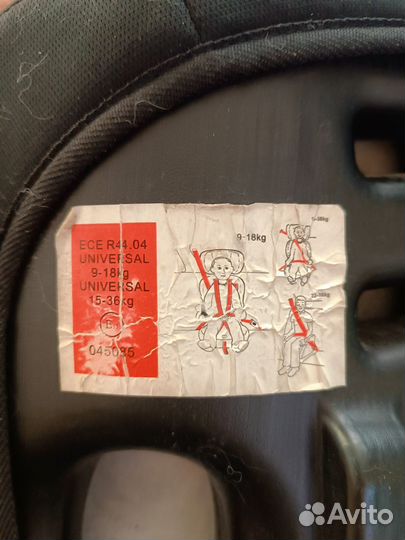 ECE R44.04
UNIVERSAL
9-18kg
UNIVERSAL
15-36kg
E
045035
9-18kg
Avito